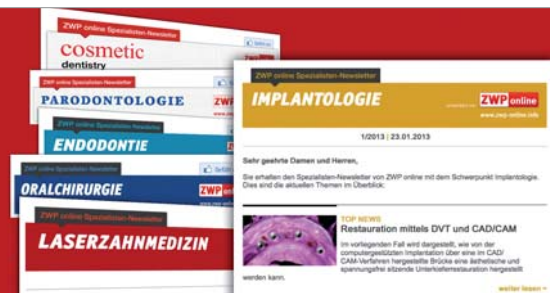 ZWP online Spezialisten-Newsletter
cosmetic
dentistry
ZWP online Spezialisten-Newsletter
PARODONTOLOGIE
ZWP
ZWP online Spezialisten-Newsletter
ENDODONTIE
ZWP online Spezialisten-Newsletter
ORALCHIRURGIE
ZWP
ZWP online Spezialisten-Newsletter
LASERZAHNMEDIZIN
ZWP online Spezialisten-Newsletter
IMPLANTOLOGIE
ZWP online
www.zwp-online.info
1/2013 | 23.01.2013
Sehr geehrte Damen und Herren,
Sie erhalten den Spezialisten-Newsletter von ZWP online mit dem Schwerpunkt Implantologie.
Dies sind die aktuellen Themen im Überblick:
TOP NEWS
Restauration mittels DVT und CAD/CAM
Im vorliegenden Fall wird dargestellt, wie von der
computergestützten Implantation über eine im CAD/
CAM-Verfahren hergestellte Brücke eine ästhetische und
spannungsfrei sitzende Unterkieferrestauration hergestellt
werden kann.
weiter lesen